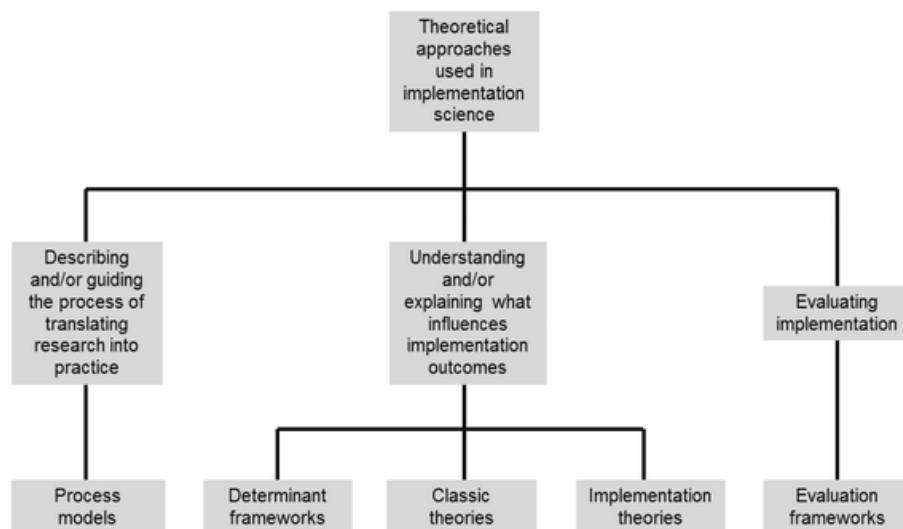 Theoretical
approaches
used in
implementation
science
Describing
and/or guiding
the process of
translating
research into
practice
Understanding
and/or
explaining what
influences
implementation
outcomes
Evaluating
implementation
Process
models
Determinant
frameworks
Classic
theories
Implementation
theories
Evaluation
frameworks